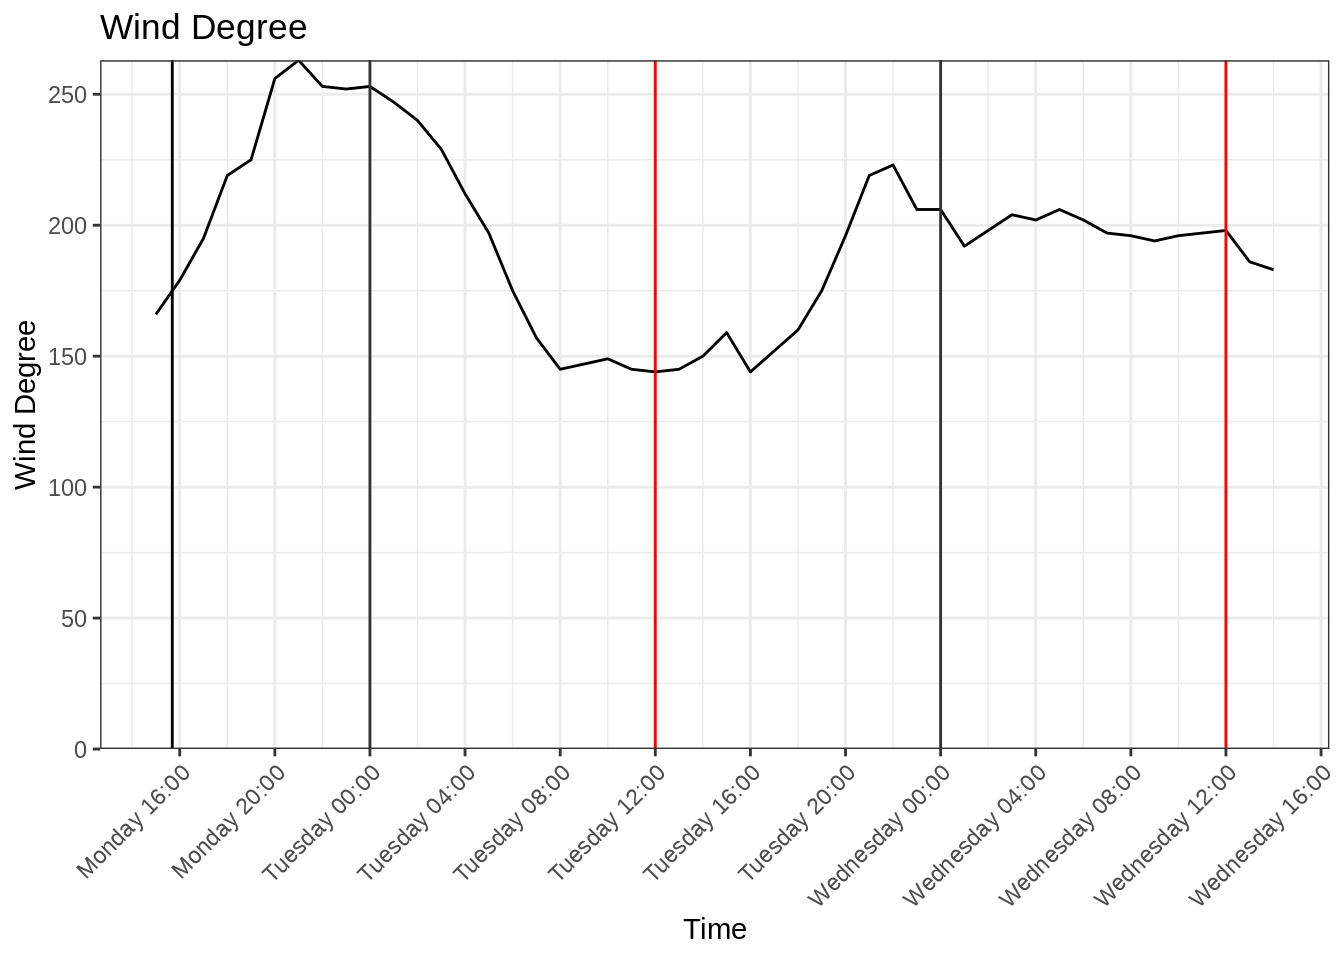 Wind Degree
Wind Degree
250
200
150
100
50
0
Monday 16:00
Monday 20:00
Tuesday 00:00
Tuesday 04:00
Tuesday 08:00
Tuesday 12:00
Tuesday 16:00
Tuesday 20:00
Wednesday 00:00
Wednesday 04:00
Wednesday 08:00
Wednesday 12:00
Wednesday 16:00
Time